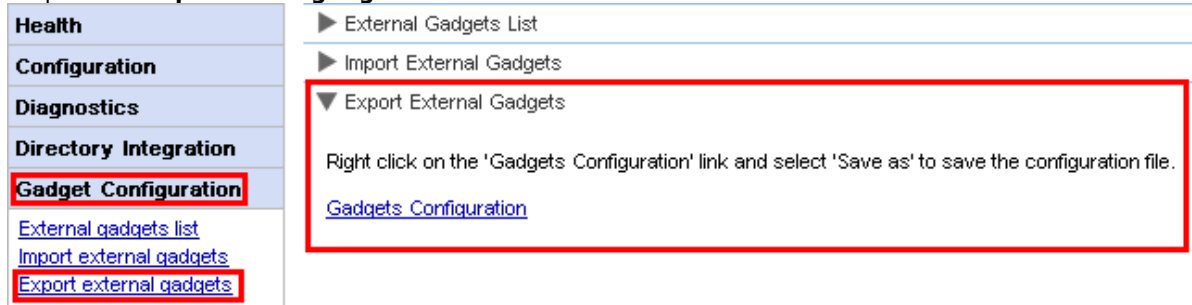 Health
Configuration
Diagnostics
Directory Integration
Gadget Configuration
External gadgets list
Import external gadgets
Export external gadgets
External Gadgets List
Import External Gadgets
Export External Gadgets
Right click on the 'Gadgets Configuration' link and select 'Save as' to save the configuration file.
Gadgets Configuration